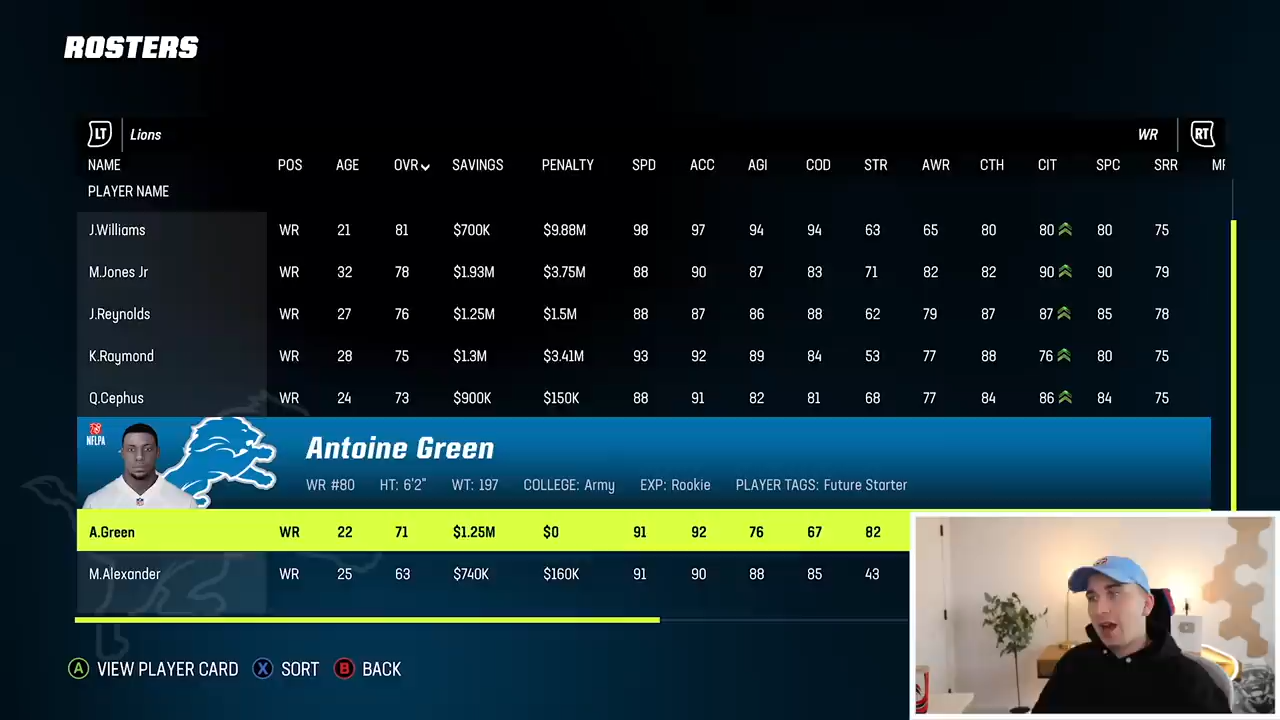 ROSTERS
LT Lions WR RT
NAME POS AGE OVR SAVINGS PENALTY SPD ACC AGI COD STR AWR CTH CIT SPC SRR
PLAYER NAME
J.Williams WR 21 81 $700K $9.88M 98 97 94 94 63 65 80 80 80 75
M.Jones Jr WR 32 78 $1.93M $3.75M 88 90 87 83 71 82 82 90 90 79
J.Reynolds WR 27 76 $1.25M $1.5M 88 87 86 88 62 79 87 87 85 78
K.Raymond WR 28 75 $1.3M $3.41M 93 92 89 84 53 77 88 76 80 75
Q.Cephus WR 24 73 $900K $150K 88 91 82 81 68 77 84 86 84 75
NFLPA
Antoine Green
WR #80 HT: 6'2" WT: 197 COLLEGE: Army EXP: Rookie PLAYER TAGS: Future Starter
A.Green WR 22 71 $1.25M $0 91 92 76 67 82
M.Alexander WR 25 63 $740K $160K 91 90 88 85 43
A VIEW PLAYER CARD X SORT B BACK